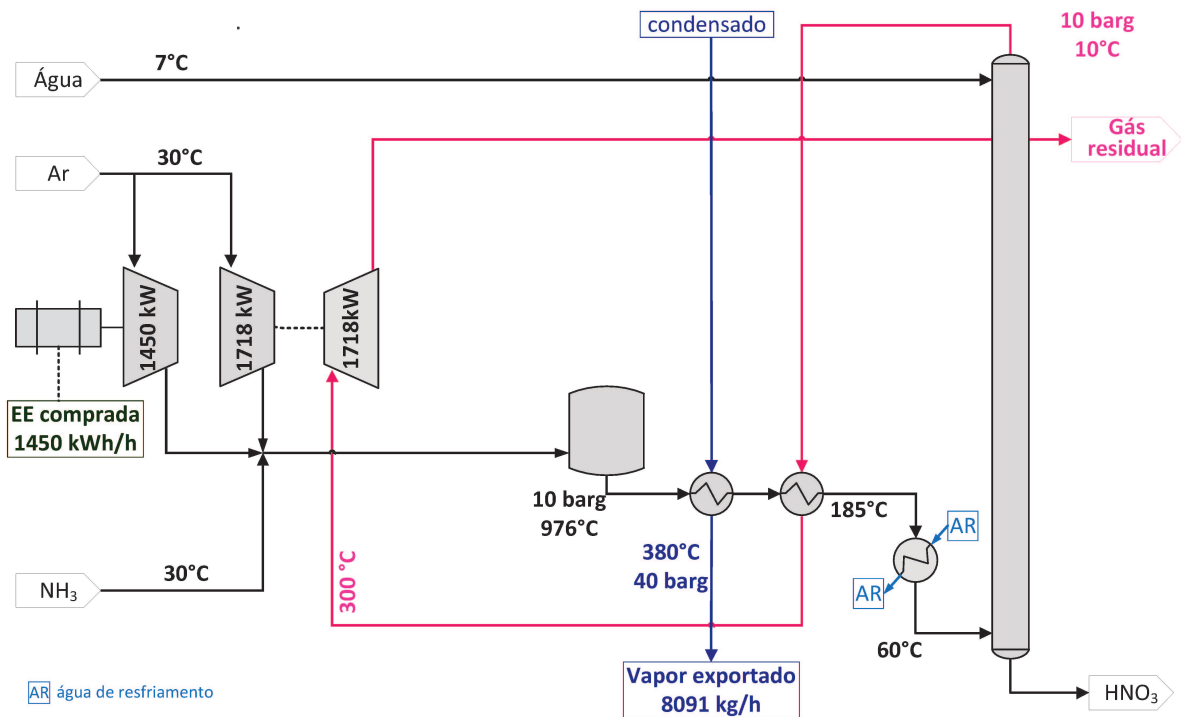 condensado
10 barg
10°C
Água
7°C
Gás
residual
Ar
30°C
1450 kW
1718 kW
1718kW
EE comprada
1450 kWh/h
10 barg
976°C
185°C
AR
AR
380°C
40 barg
300 °C
NH₃
30°C
60°C
Vapor exportado
8091 kg/h
AR água de resfriamento
HNO₃